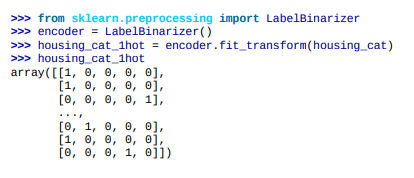 >>> from sklearn.preprocessing import LabelBinarizer
>>> encoder = LabelBinarizer()
>>> housing_cat_1hot = encoder.fit_transform(housing_cat)
>>> housing_cat_1hot
array([[1, 0, 0, 0, 0],
       [1, 0, 0, 0, 0],
       [0, 0, 0, 0, 1],
       ...,
       [0, 1, 0, 0, 0],
       [1, 0, 0, 0, 0],
       [0, 0, 0, 1, 0]])